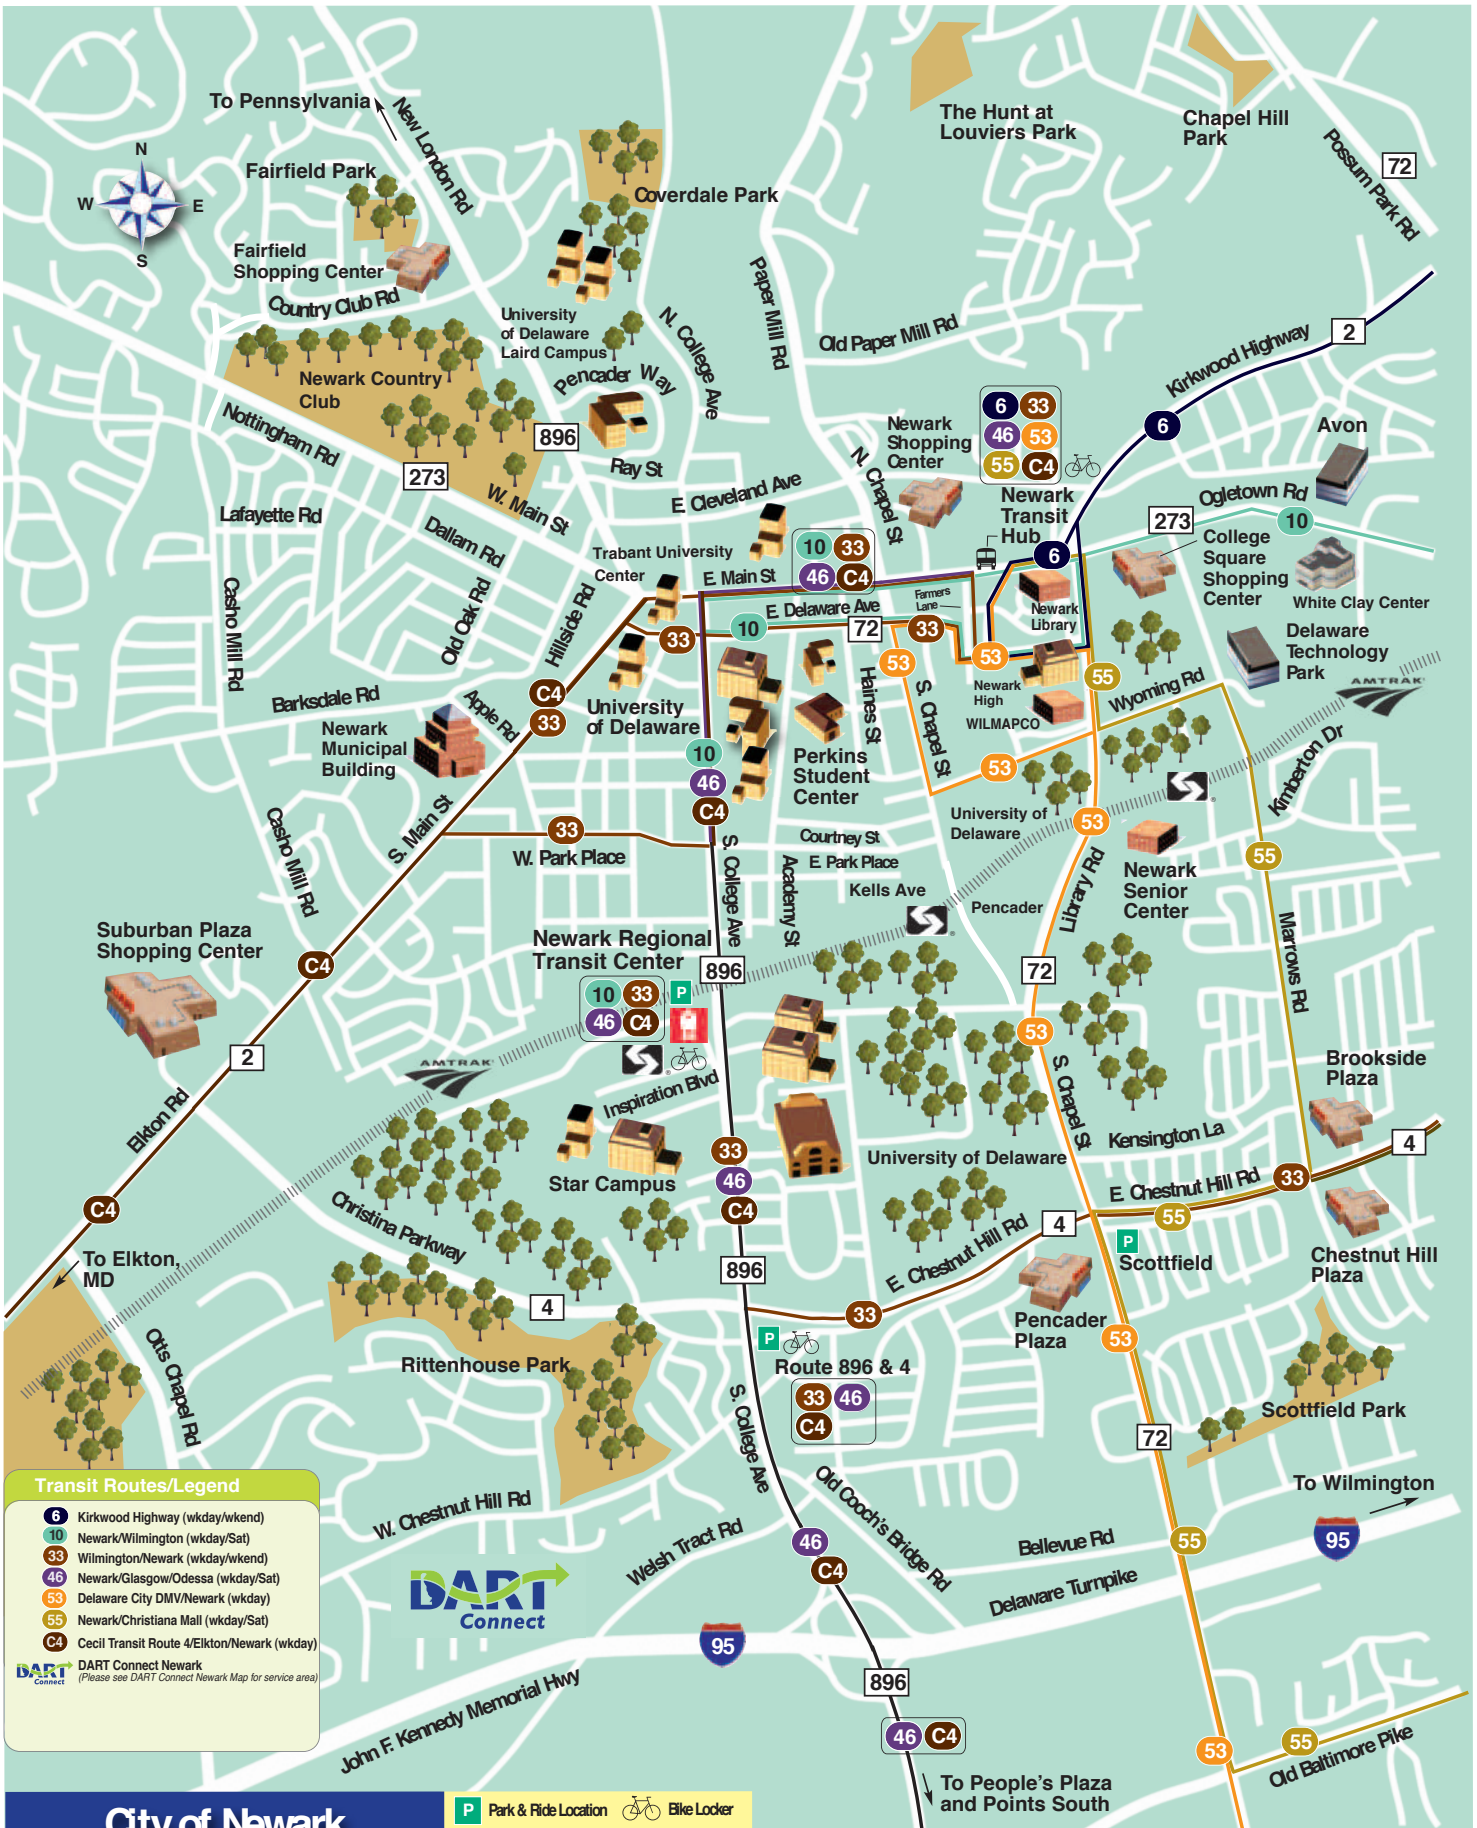 The Hunt at
Louviers Park
Chapel Hill
Park
Possum Park Rd
72
To Pennsylvania
New London Rd
N
W
E
S
Fairfield Park
Coverdale Park
Fairfield
Shopping Center
Country Club Rd
University
of Delaware
Laird Campus
N. College Ave
Paper Mill Rd
Old Paper Mill Rd
Kirkwood Highway
2
6
Newark Country
Club
Pencader Way
Nottingham Rd
896
273
Ray St
W. Main St
Newark
Shopping
Center
6 33
46 53
55 C4
Avon
N. Chapel St
E. Cleveland Ave
Newark
Transit
Hub
Ogletown Rd
273
10
Lafayette Rd
Dallam Rd
Trabant University
Center
10 33
46 C4
E. Main St
6
College
Square
Shopping
Center
White Clay Center
Casho Mill Rd
Old Oak Rd
Hillside Rd
Farmers
Lane
E. Delaware Ave
Newark
Library
33
10
72
33
53
53
Delaware
Technology
Park
AMTRAK
Haines St
S. Chapel St
Newark
High
55
Wyoming Rd
WILMAPCO
Barksdale Rd
Apple Rd
C4
33
University
of Delaware
Newark
Municipal
Building
10
46
C4
Perkins
Student
Center
53
Kimberton Dr
University of
Delaware
53
Casho Mill Rd
S. Main St
33
W. Park Place
S. College Ave
Courtney St
E. Park Place
Academy St
Kells Ave
Library Rd
Newark
Senior
Center
55
Pencader
Marrows Rd
Suburban Plaza
Shopping Center
C4
Newark Regional
Transit Center
10 33
46 C4
P
896
72
53
2
AMTRAK
Inspiration Blvd
S. Chapel St
Brookside
Plaza
Elkton Rd
33
46
C4
Star Campus
University of Delaware
Kensington La
4
E. Chestnut Hill Rd
33
55
C4
Christina Parkway
4
E. Chestnut Hill Rd
P
Scottfield
Chestnut Hill
Plaza
To Elkton,
MD
896
4
33
Pencader
Plaza
53
P
Route 896 & 4
33 46
C4
Otts Chapel Rd
Rittenhouse Park
S. College Ave
Scottfield Park
72
To Wilmington
95
Transit Routes/Legend
6 Kirkwood Highway (wkday/wkend)
10 Newark/Wilmington (wkday/Sat)
33 Wilmington/Newark (wkday/wkend)
46 Newark/Glasgow/Odessa (wkday/Sat)
53 Delaware City DMV/Newark (wkday)
55 Newark/Christiana Mall (wkday/Sat)
C4 Cecil Transit Route 4/Elkton/Newark (wkday)
DART Connect DART Connect Newark
(Please see DART Connect Newark Map for service area)
W. Chestnut Hill Rd
Welsh Tract Rd
Old Cooch's Bridge Rd
46
C4
Bellevue Rd
55
Delaware Turnpike
DART
Connect
95
896
John F. Kennedy Memorial Hwy
46 C4
53
55
Old Baltimore Pike
To People's Plaza
and Points South
City of Newark
P Park & Ride Location Bike Locker